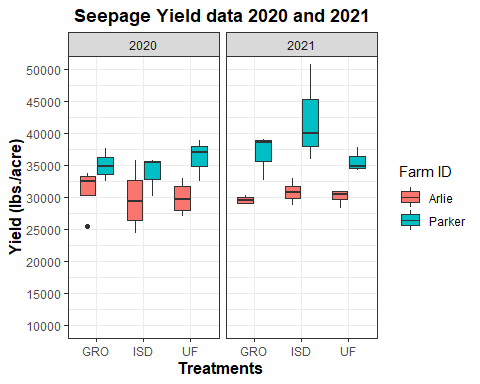 Seepage Yield data 2020 and 2021
2020
2021
Yield (lbs./acre)
50000
45000
40000
35000
30000
25000
20000
15000
10000
GRO
ISD
UF
GRO
ISD
UF
Treatments
Farm ID
Arlie
Parker